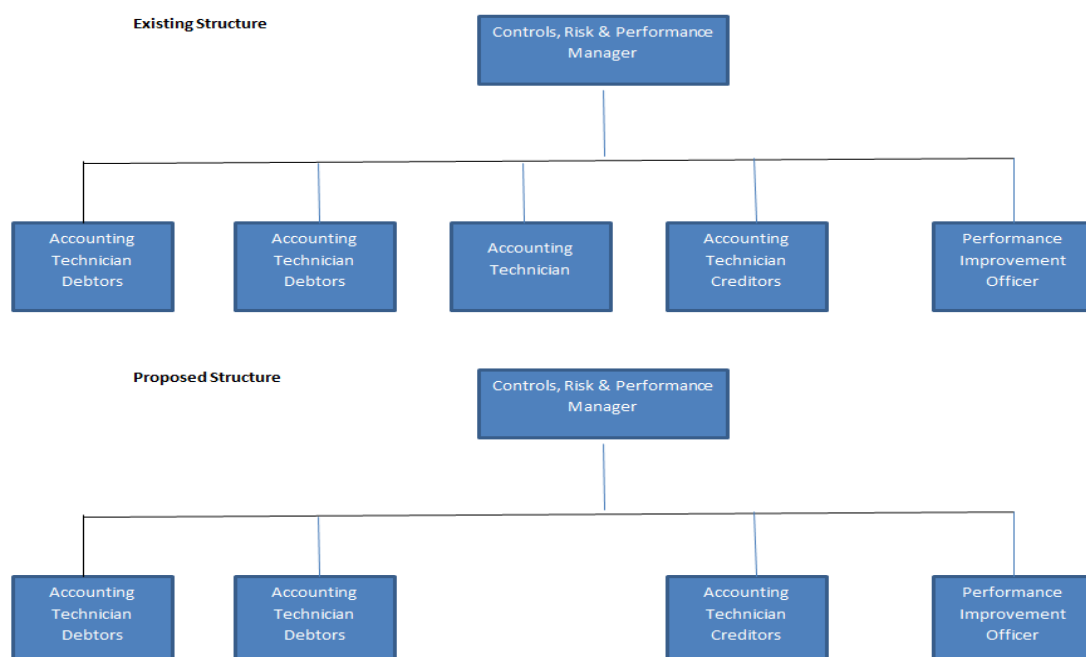 Existing Structure
Controls, Risk & Performance
Manager
Accounting
Technician
Debtors
Accounting
Technician
Debtors
Accounting
Technician
Accounting
Technician
Creditors
Performance
Improvement
Officer
Proposed Structure
Controls, Risk & Performance
Manager
Accounting
Technician
Debtors
Accounting
Technician
Debtors
Accounting
Technician
Creditors
Performance
Improvement
Officer